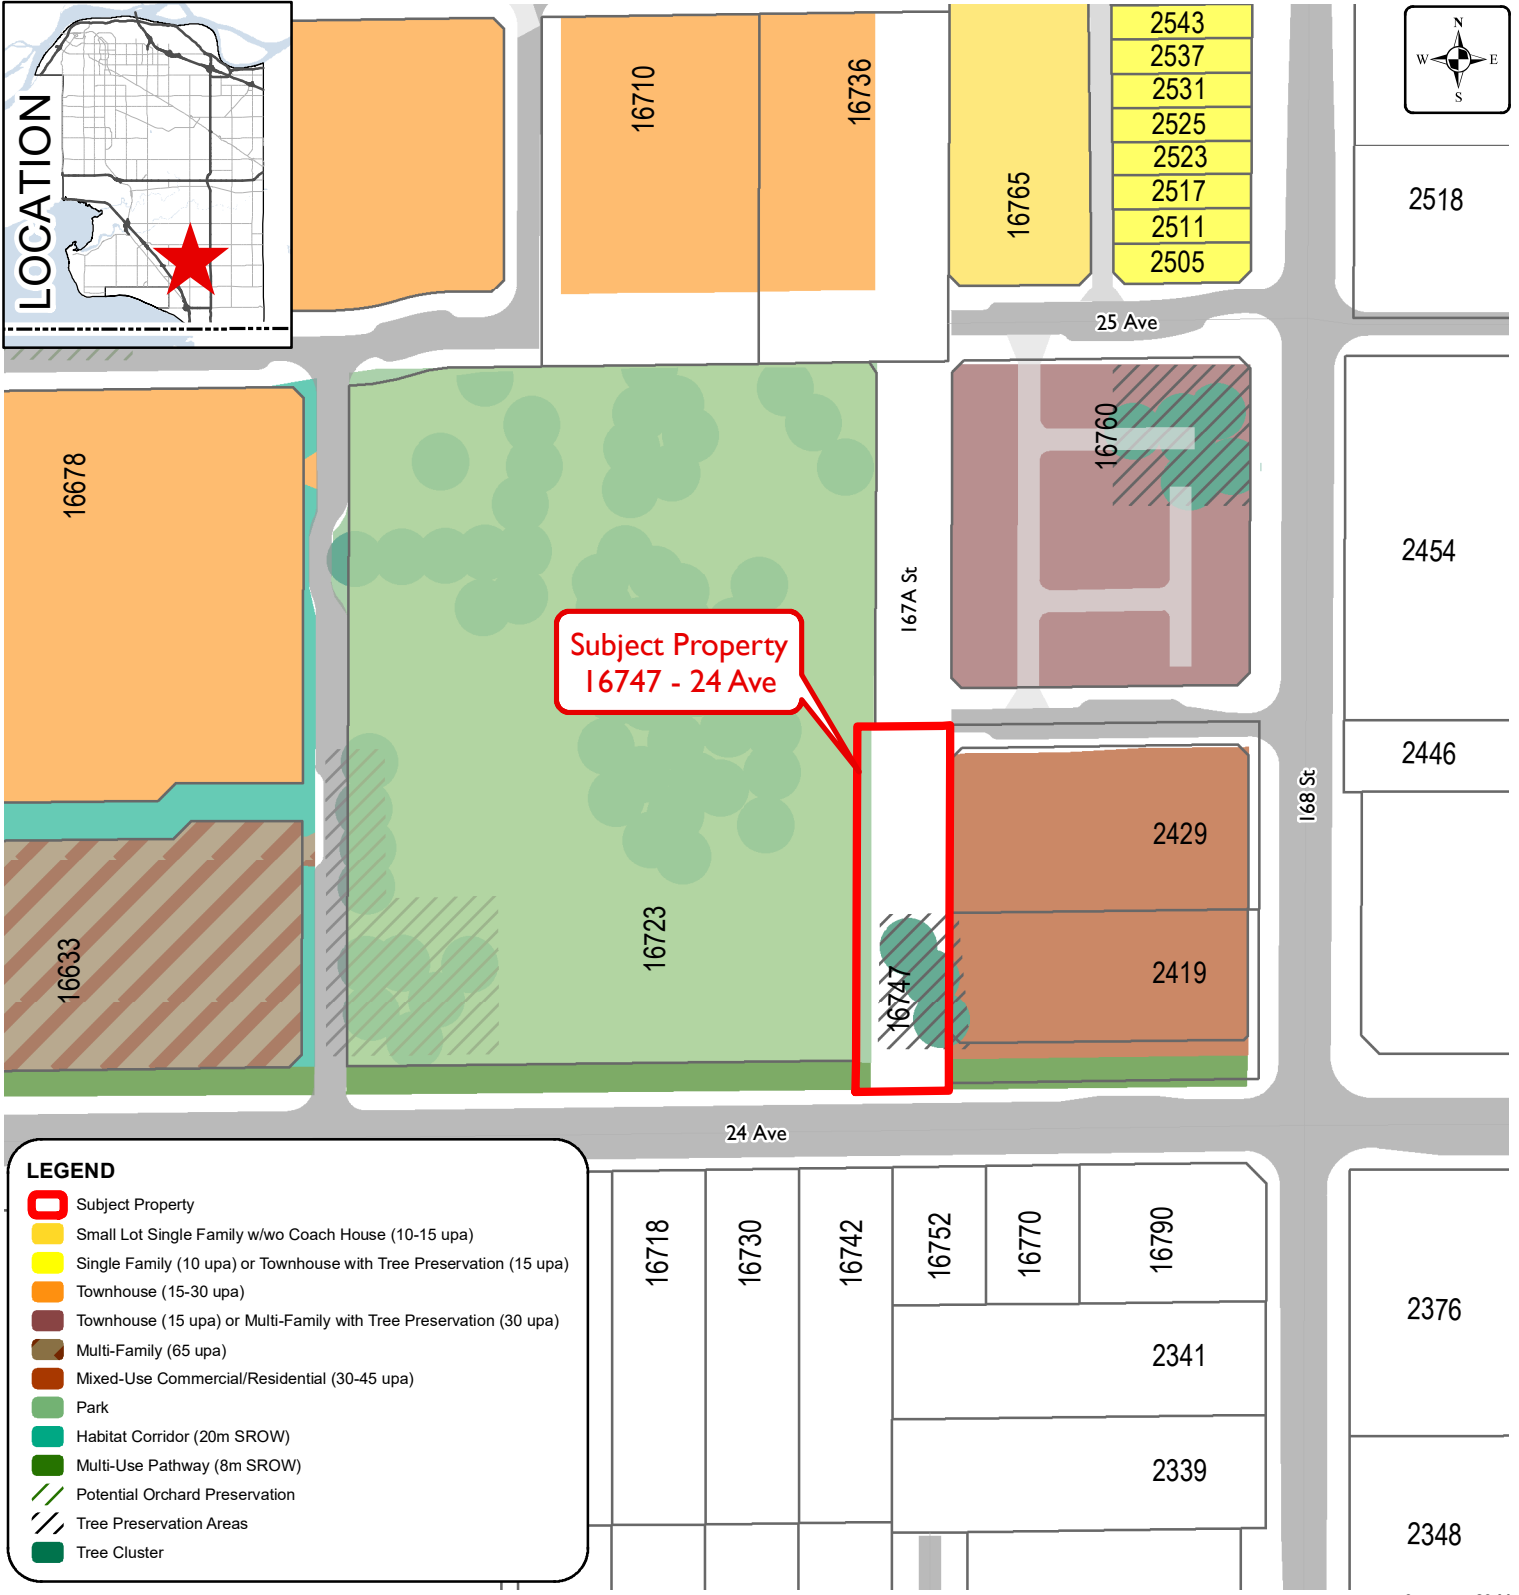 LOCATION
N
W
E
S
16710
16736
16765
2543
2537
2531
2525
2523
2517
2511
2505
2518
25 Ave
16678
16760
167A St
2454
Subject Property
16747 - 24 Ave
2446
168 St
2429
16723
16633
16747
2419
24 Ave
LEGEND
Subject Property
Small Lot Single Family w/wo Coach House (10-15 upa)
Single Family (10 upa) or Townhouse with Tree Preservation (15 upa)
Townhouse (15-30 upa)
Townhouse (15 upa) or Multi-Family with Tree Preservation (30 upa)
Multi-Family (65 upa)
Mixed-Use Commercial/Residential (30-45 upa)
Park
Habitat Corridor (20m SROW)
Multi-Use Pathway (8m SROW)
Potential Orchard Preservation
Tree Preservation Areas
Tree Cluster
16718
16730
16742
16752
16770
16790
2376
2341
2339
2348